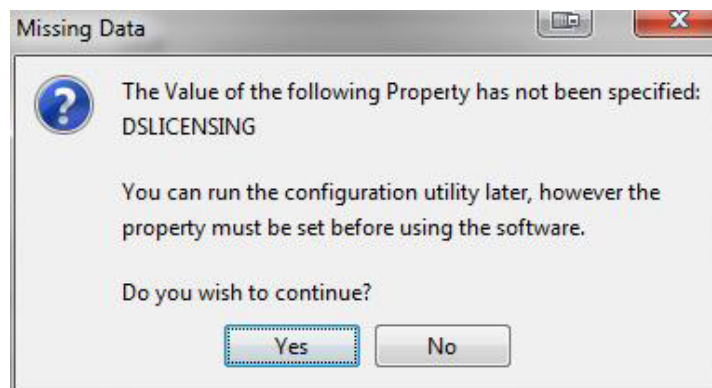 Missing Data
The Value of the following Property has not been specified:
DSLICENSING
You can run the configuration utility later, however the
property must be set before using the software.
Do you wish to continue?
Yes
No